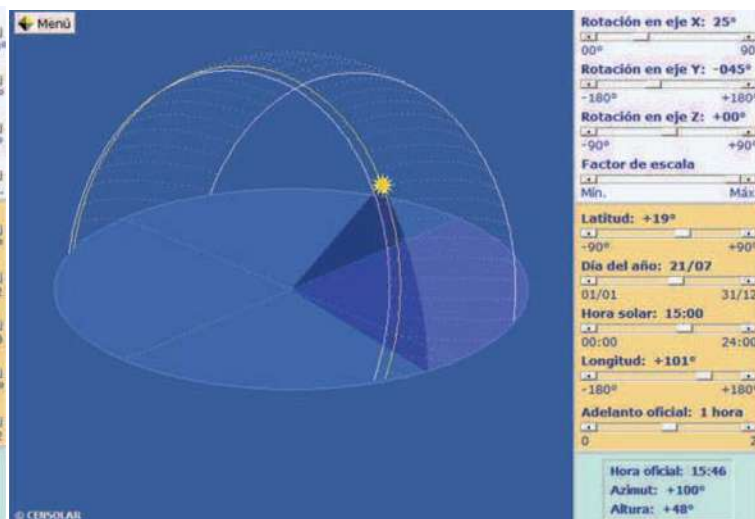 Menú
Rotación en eje X: 25°
00° 90
Rotación en eje Y: -045°
-180° +180°
Rotación en eje Z: +00°
-90° +90°
Factor de escala
Mín. Máx
Latitud: +19°
-90° +90°
Día del año: 21/07
01/01 31/12
Hora solar: 15:00
00:00 24:00
Longitud: +101°
-180° +180°
Adelanto oficial: 1 hora
0 2
Hora oficial: 15:46
Azimut: +100°
Altura: +48°
© CENSOLAR